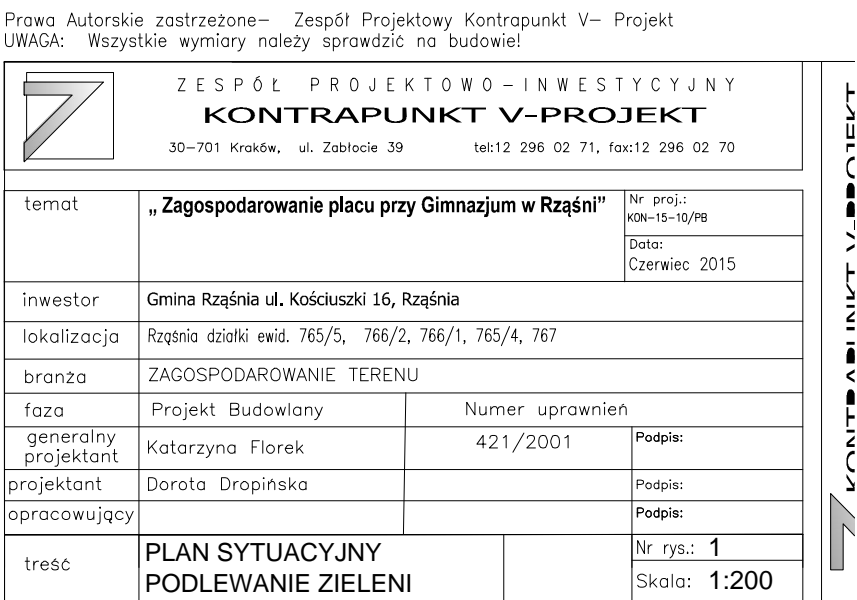 Prawa Autorskie zastrzeżone– Zespół Projektowy Kontrapunkt V– Projekt
UWAGA: Wszystkie wymiary należy sprawdzić na budowie!
ZESPÓŁ PROJEKTOWO–INWESTYCYJNY
KONTRAPUNKT V–PROJEKT
30–701 Kraków, ul. Zabłocie 39 tel:12 296 02 71, fax:12 296 02 70
temat „ Zagospodarowanie placu przy Gimnazjum w Rząśni” Nr proj.:
KON–15–10/PB
Data:
Czerwiec 2015
inwestor Gmina Rząśnia ul. Kościuszki 16, Rząśnia
lokalizacja Rząśnia działki ewid. 765/5, 766/2, 766/1, 765/4, 767
branża ZAGOSPODAROWANIE TERENU
faza Projekt Budowlany Numer uprawnień
generalny
projektant Katarzyna Florek 421/2001 Podpis:
projektant Dorota Dropińska Podpis:
opracowujący Podpis:
treść PLAN SYTUACYJNY
PODLEWANIE ZIELENI
Nr rys.: 1
Skala: 1:200
KONTRAPUNKT V–PROJEKT